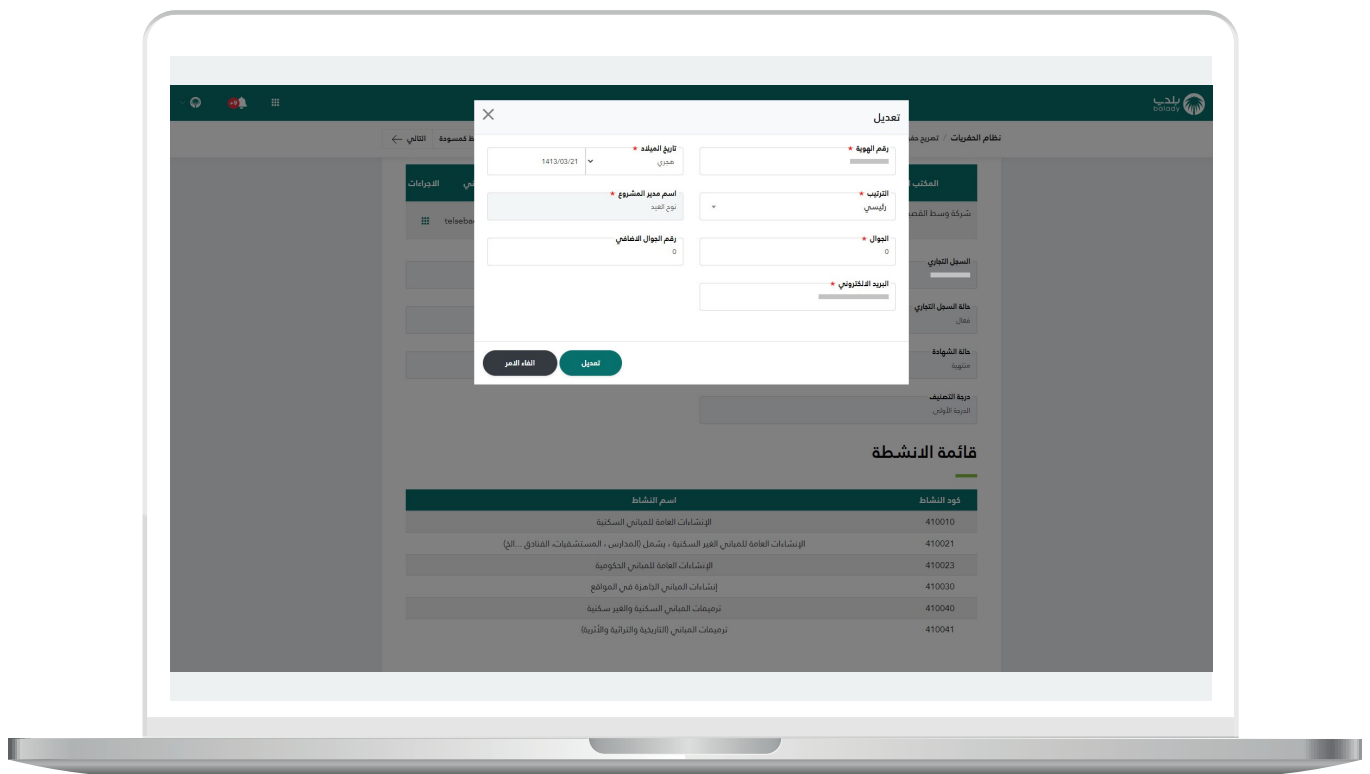 بلدي
balady
نظام الحفريات / تصريح
التالي ←
تعديل
رقم الهوية *
تاريخ الميلاد *
هجري
1413/03/21
الترتيب *
رئيسي
اسم مدير المشروع *
نوح العيد
الجوال *
0
رقم الجوال الاضافي
0
البريد الالكتروني *
تعديل
الغاء الامر
المكتب
الاجراءات
شركة وسط
telseba
السجل التجاري
حالة السجل التجاري
فعال
حالة الشهادة
منتهية
درجة التصنيف
الدرجة الأولى
قائمة الانشطة
كود النشاط اسم النشاط
410010 الإنشاءات العامة للمباني السكنية
410021 الإنشاءات العامة للمباني الغير السكنية ، يشمل (المدارس ، المستشفيات، الفنادق ...الخ)
410023 الإنشاءات العامة للمباني الحكومية
410030 إنشاءات المباني الجاهزة في المواقع
410040 ترميمات المباني السكنية والغير سكنية
410041 ترميمات المباني (التاريخية والتراثية والأثرية)